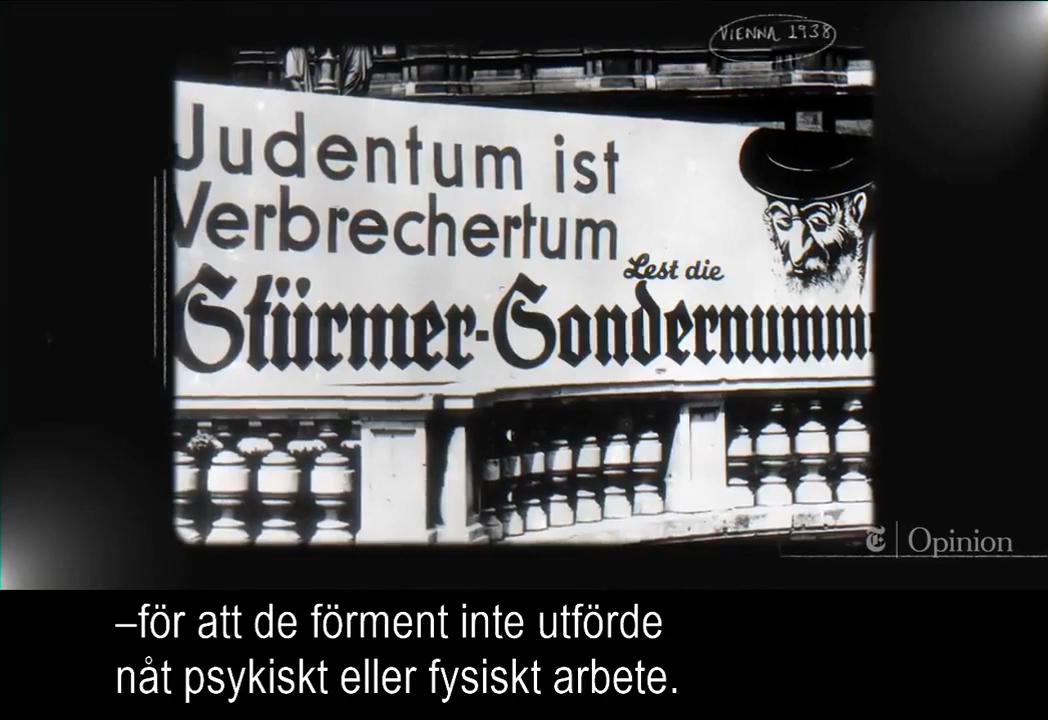 VIENNA 1938
Judentum ist
Verbrechertum
Lest die
Stürmer-Sondernumm
T Opinion
–för att de förment inte utförde
nåt psykiskt eller fysiskt arbete.